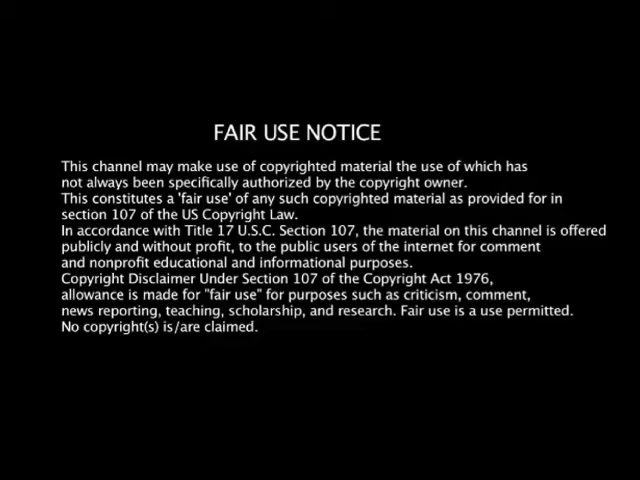 FAIR USE NOTICE
This channel may make use of copyrighted material the use of which has
not always been specifically authorized by the copyright owner.
This constitutes a 'fair use' of any such copyrighted material as provided for in
section 107 of the US Copyright Law.
In accordance with Title 17 U.S.C. Section 107, the material on this channel is offered
publicly and without profit, to the public users of the internet for comment
and nonprofit educational and informational purposes.
Copyright Disclaimer Under Section 107 of the Copyright Act 1976,
allowance is made for "fair use" for purposes such as criticism, comment,
news reporting, teaching, scholarship, and research. Fair use is a use permitted.
No copyright(s) is/are claimed.